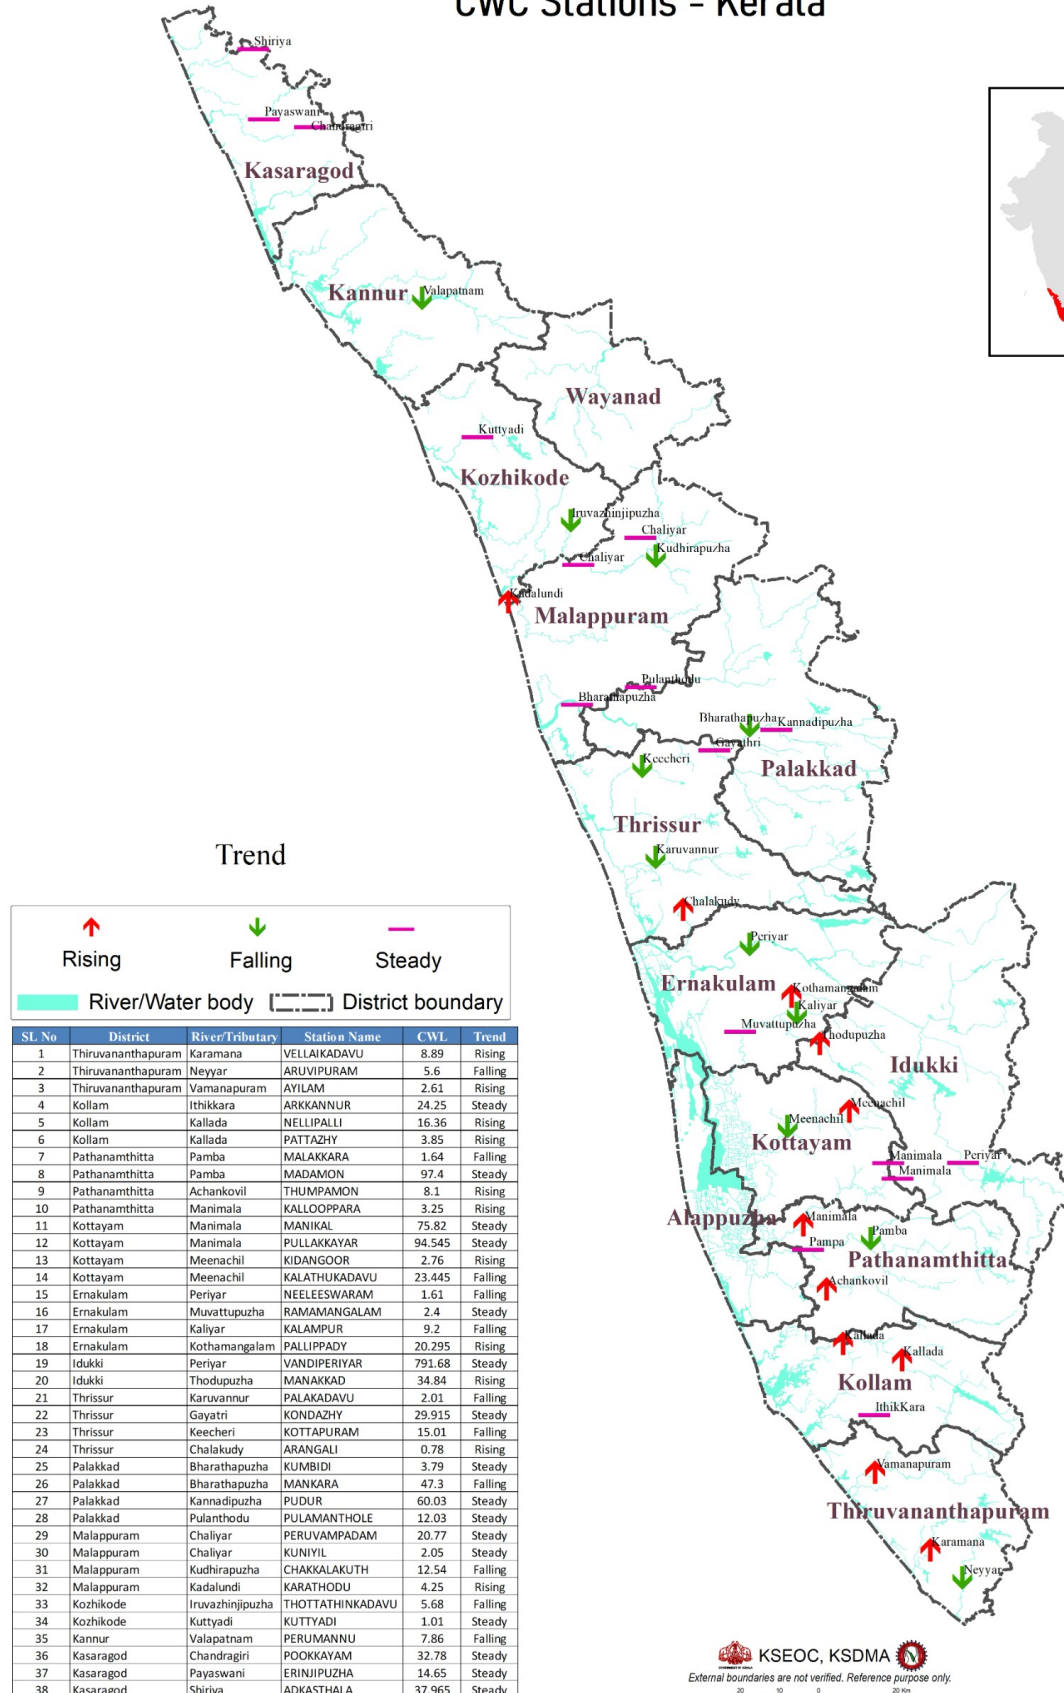 CWC Stations - Kerala
Shiriya
Payaswani
Chandragiri
Kasaragod
Kannur
Valapatnam
Wayanad
Kuttyadi
Kozhikode
Iruvazhinjipuzha
Chaliyar
Kudhirapuzha
Chaliyar
Kadalundi
Malappuram
Pulanthodu
Bharathapuzha
Bharathapuzha
Kannadipuzha
Gayathri
Keecheri
Palakkad
Thrissur
Karuvannur
Chalakudy
Periyar
Ernakulam
Kothamangalam
Kaliyar
Muvattupuzha
Thodupuzha
Idukki
Meenachil
Meenachil
Kottayam
Manimala
Periyar
Manimala
Alappuzha
Manimala
Pamba
Pampa
Pathanamthitta
Achankovil
Kallada
Kallada
Kollam
IthikKara
Vamanapuram
Thiruvananthapuram
Karamana
Neyyar
Trend
Rising Falling Steady
River/Water body District boundary
SL No District River/Tributary Station Name CWL Trend
1 Thiruvananthapuram Karamana VELLAIKADAVU 8.89 Rising
2 Thiruvananthapuram Neyyar ARUVIPURAM 5.6 Falling
3 Thiruvananthapuram Vamanapuram AYILAM 2.61 Rising
4 Kollam Ithikkara ARKKANNUR 24.25 Steady
5 Kollam Kallada NELLIPALLI 16.36 Rising
6 Kollam Kallada PATTAZHY 3.85 Rising
7 Pathanamthitta Pamba MALAKKARA 1.64 Falling
8 Pathanamthitta Pamba MADAMON 97.4 Steady
9 Pathanamthitta Achankovil THUMPAMON 8.1 Rising
10 Pathanamthitta Manimala KALLOOPPARA 3.25 Rising
11 Kottayam Manimala MANIKAL 75.82 Steady
12 Kottayam Manimala PULLAKKAYAR 94.545 Steady
13 Kottayam Meenachil KIDANGOOR 2.76 Rising
14 Kottayam Meenachil KALATHUKADAVU 23.445 Falling
15 Ernakulam Periyar NEELEESWARAM 1.61 Falling
16 Ernakulam Muvattupuzha RAMAMANGALAM 2.4 Steady
17 Ernakulam Kaliyar KALAMPUR 9.2 Falling
18 Ernakulam Kothamangalam PALLIPPADY 20.295 Rising
19 Idukki Periyar VANDIPERIYAR 791.68 Steady
20 Idukki Thodupuzha MANAKKAD 34.84 Rising
21 Thrissur Karuvannur PALAKADAVU 2.01 Falling
22 Thrissur Gayatri KONDAZHY 29.915 Steady
23 Thrissur Keecheri KOTTAPURAM 15.01 Falling
24 Thrissur Chalakudy ARANGALI 0.78 Rising
25 Palakkad Bharathapuzha KUMBIDI 3.79 Steady
26 Palakkad Bharathapuzha MANKARA 47.3 Falling
27 Palakkad Kannadipuzha PUDUR 60.03 Steady
28 Palakkad Pulanthodu PULAMANTHOLE 12.03 Steady
29 Malappuram Chaliyar PERUVAMPADAM 20.77 Steady
30 Malappuram Chaliyar KUNIYIL 2.05 Steady
31 Malappuram Kudhirapuzha CHAKKALAKUTH 12.54 Falling
32 Malappuram Kadalundi KARATHODU 4.25 Rising
33 Kozhikode Iruvazhinjipuzha THOTTATHINKADAVU 5.68 Falling
34 Kozhikode Kuttyadi KUTTYADI 1.01 Steady
35 Kannur Valapatnam PERUMANNU 7.86 Falling
36 Kasaragod Chandragiri POOKKAYAM 32.78 Steady
37 Kasaragod Payaswani ERINJIPUZHA 14.65 Steady
38 Kasaragod Shiriya ADKASTHALA 37.965 Steady
KSEOC, KSDMA
External boundaries are not verified. Reference purpose only.
20 10 0 20 Km